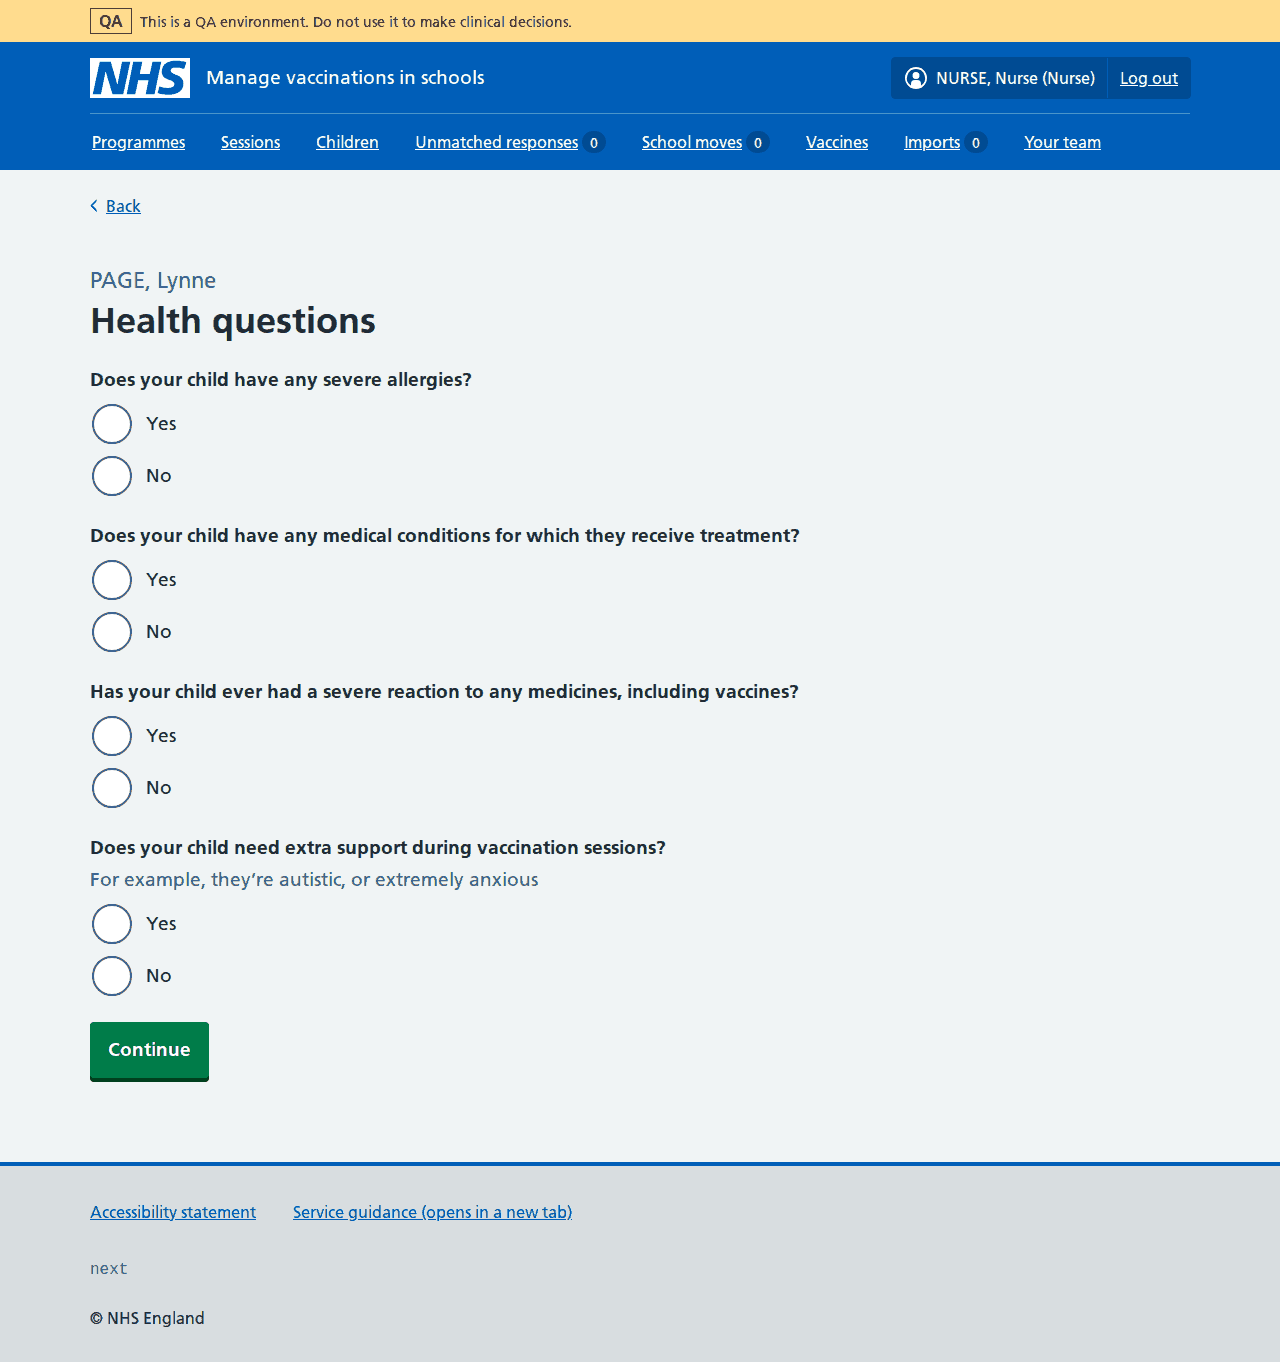 QA This is a QA environment. Do not use it to make clinical decisions.
NHS Manage vaccinations in schools NURSE, Nurse (Nurse) Log out
Programmes Sessions Children Unmatched responses 0 School moves 0 Vaccines Imports 0 Your team
Back
PAGE, Lynne
Health questions
Does your child have any severe allergies?
Yes
No
Does your child have any medical conditions for which they receive treatment?
Yes
No
Has your child ever had a severe reaction to any medicines, including vaccines?
Yes
No
Does your child need extra support during vaccination sessions?
For example, they’re autistic, or extremely anxious
Yes
No
Continue
Accessibility statement Service guidance (opens in a new tab)
next
© NHS England